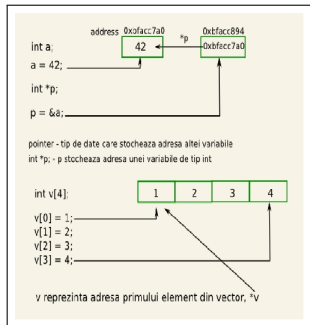 address 0xbfacc7a0 0xbfacc894
int a; 42 *p 0xbfacc7a0
a = 42;
int *p;
p = &a;
pointer - tip de date care stocheaza adresa altei variabile
int *p; - p stocheaza adresa unei variabile de tip int
int v[4]; 1 2 3 4
v[0] = 1;
v[1] = 2;
v[2] = 3;
v[3] = 4;
v reprezinta adresa primului element din vector, *v